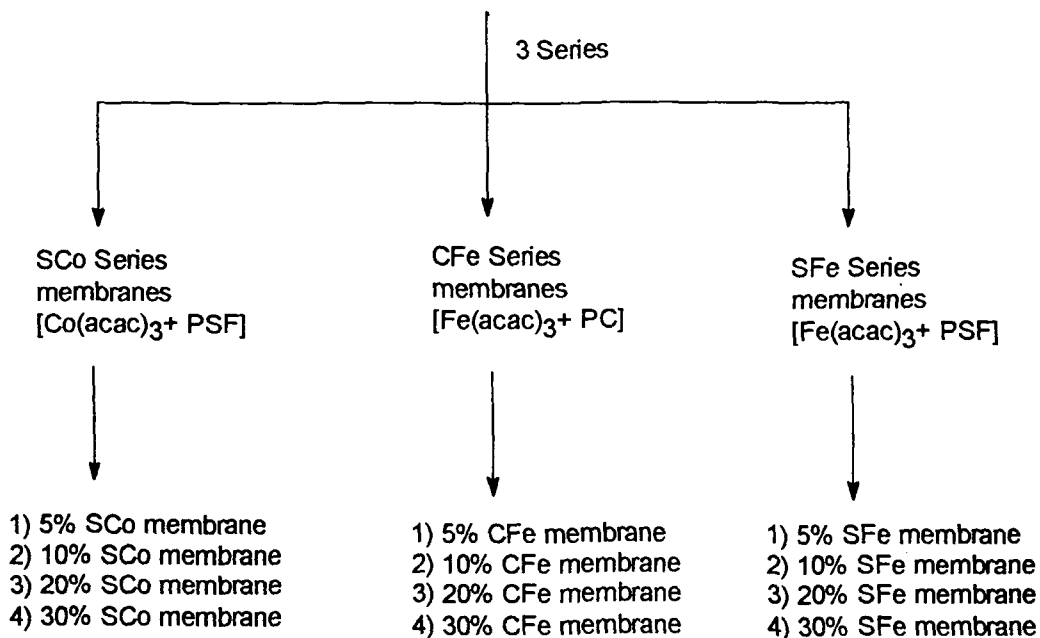 3 Series
SCo Series
membranes
[Co(acac)3+ PSF]
CFe Series
membranes
[Fe(acac)3+ PC]
SFe Series
membranes
[Fe(acac)3+ PSF]
1) 5% SCo membrane
2) 10% SCo membrane
3) 20% SCo membrane
4) 30% SCo membrane
1) 5% CFe membrane
2) 10% CFe membrane
3) 20% CFe membrane
4) 30% CFe membrane
1) 5% SFe membrane
2) 10% SFe membrane
3) 20% SFe membrane
4) 30% SFe membrane